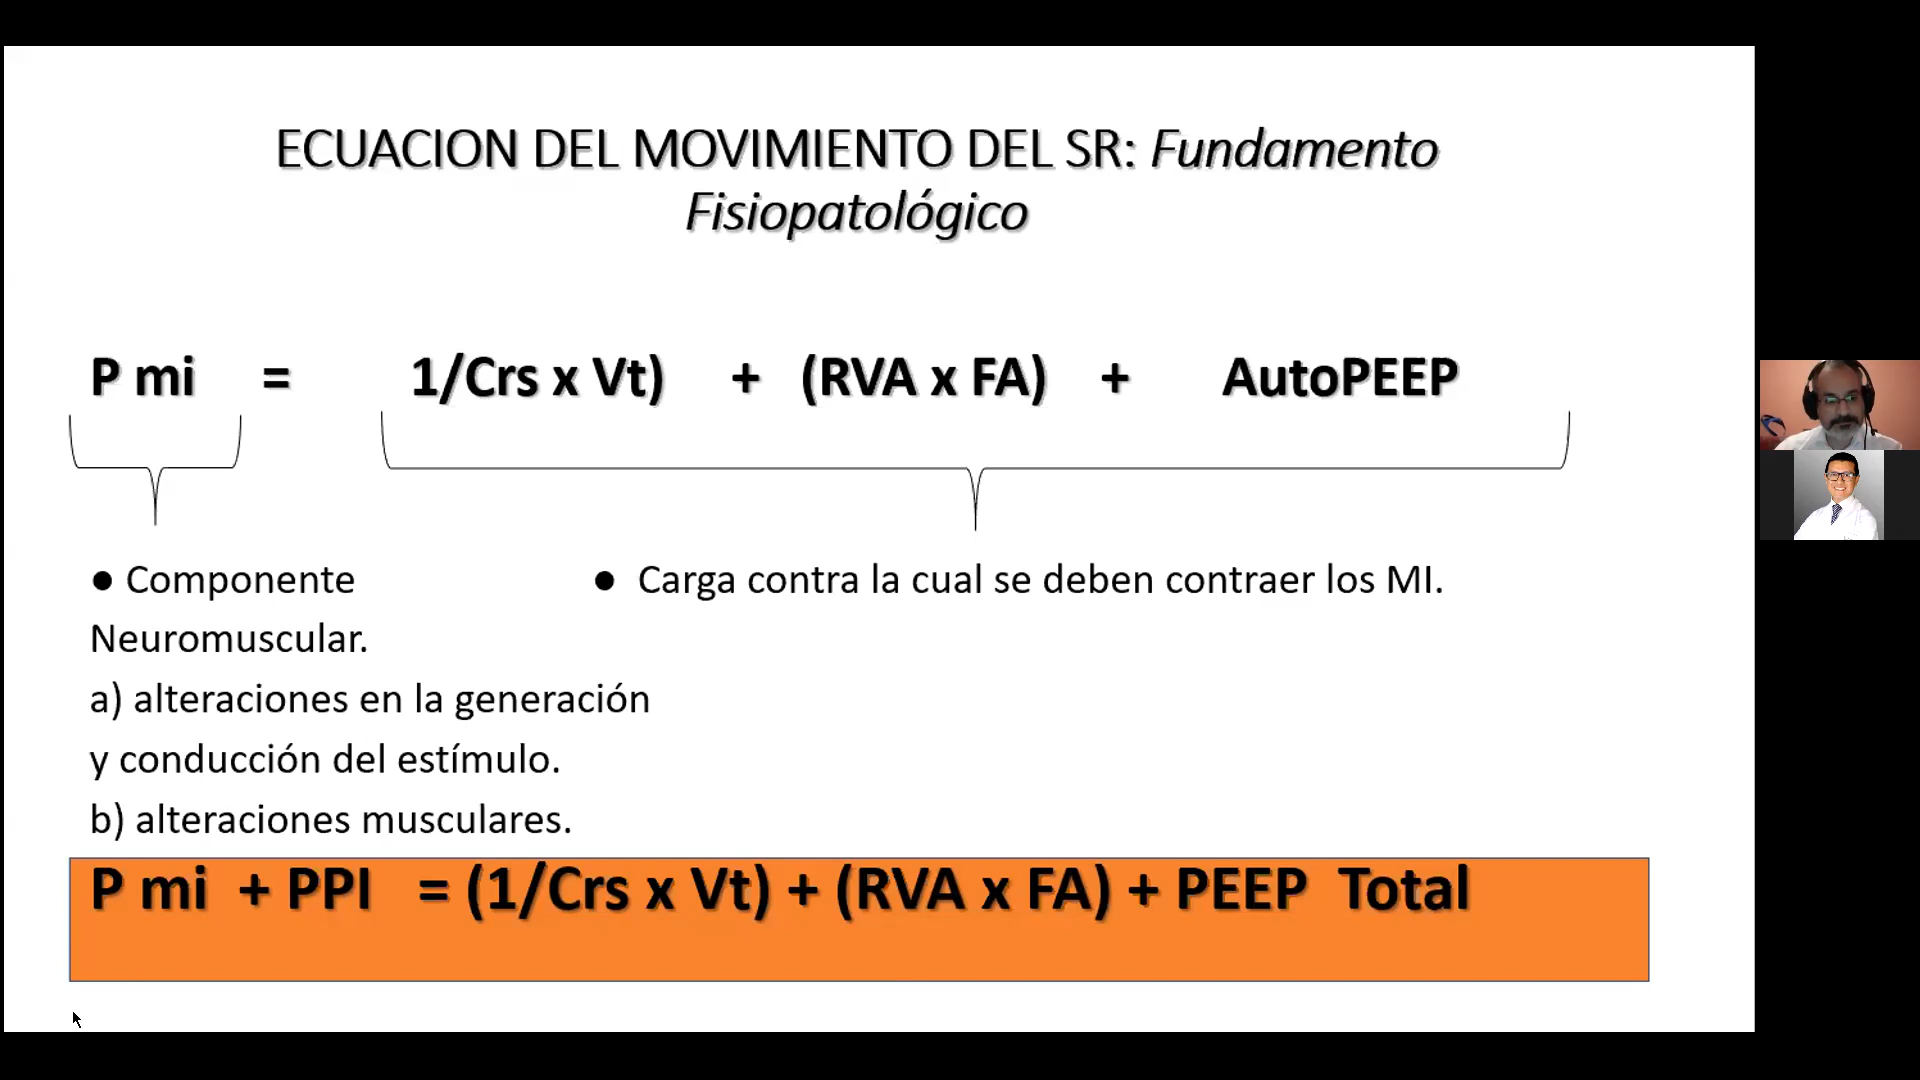 ECUACION DEL MOVIMIENTO DEL SR: Fundamento
Fisiopatológico
P mi = 1/Crs x Vt) + (RVA x FA) + AutoPEEP
● Componente
Neuromuscular.
a) alteraciones en la generación
y conducción del estímulo.
b) alteraciones musculares.
● Carga contra la cual se deben contraer los MI.
P mi + PPI = (1/Crs x Vt) + (RVA x FA) + PEEP Total